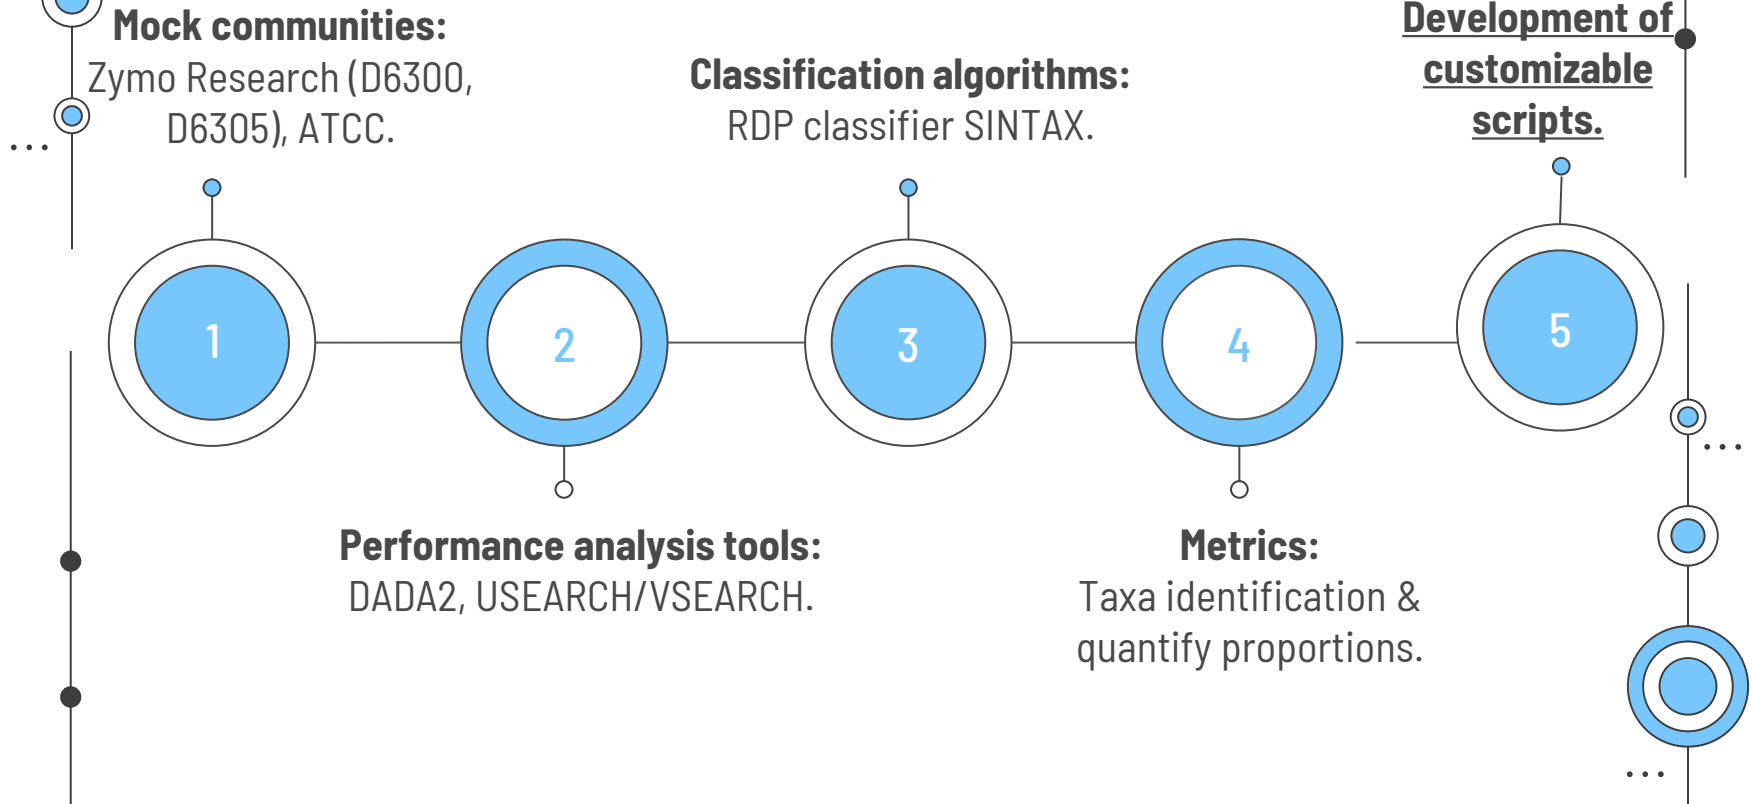 Mock communities:
Zymo Research (D6300,
D6305), ATCC.
Classification algorithms:
RDP classifier SINTAX.
Development of
customizable
scripts.
1
2
3
4
5
Performance analysis tools:
DADA2, USEARCH/VSEARCH.
Metrics:
Taxa identification &
quantify proportions.